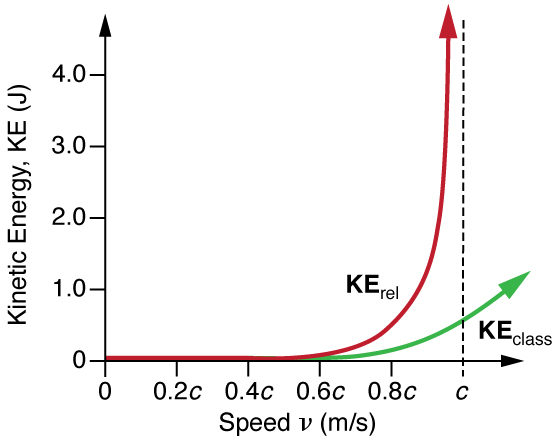 Kinetic Energy, KE (J)
4.0
3.0
2.0
1.0
0
KErel
KEclass
0 0.2c 0.4c 0.6c 0.8c c
Speed ν (m/s)